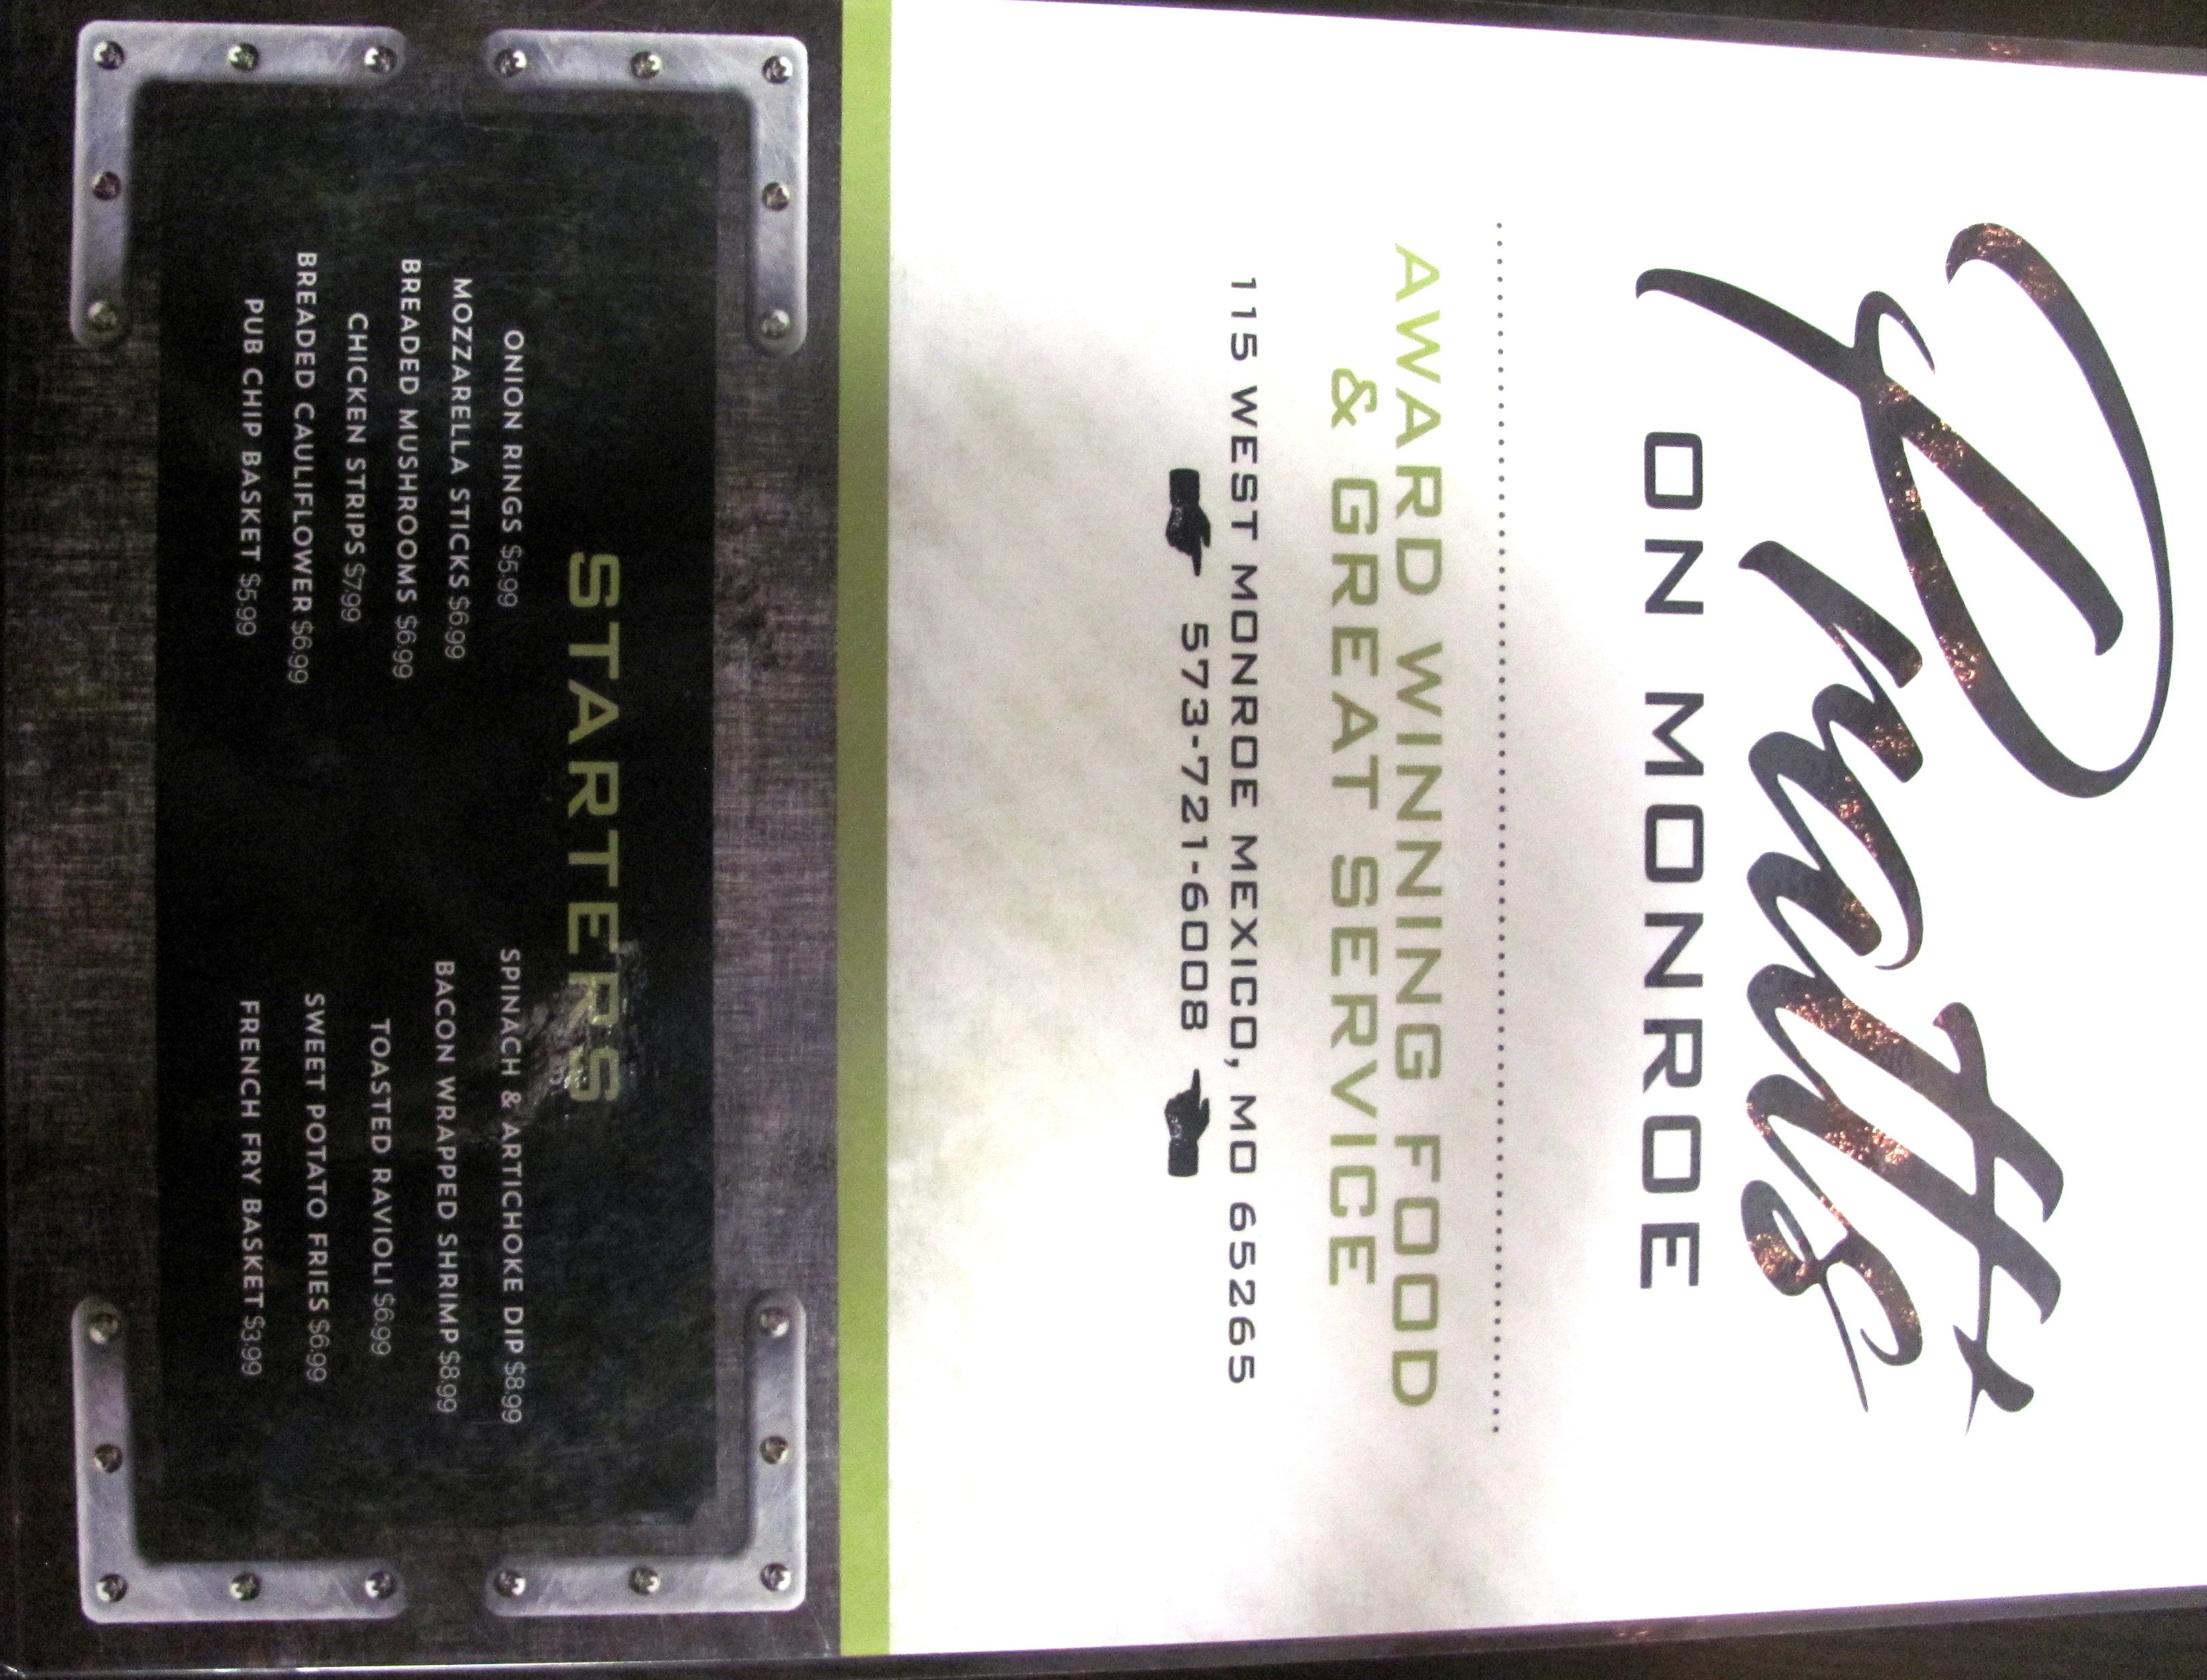 Pratts
ON MONROE
AWARD WINNING FOOD
& GREAT SERVICE
115 WEST MONROE MEXICO, MO 65265
573-721-6008
STARTERS
ONION RINGS $5.99
MOZZARELLA STICKS $6.99
BREADED MUSHROOMS $6.99
CHICKEN STRIPS $7.99
BREADED CAULIFLOWER $6.99
PUB CHIP BASKET $5.99
SPINACH & ARTICHOKE DIP $8.99
BACON WRAPPED SHRIMP $8.99
TOASTED RAVIOLI $6.99
SWEET POTATO FRIES $6.99
FRENCH FRY BASKET $3.99